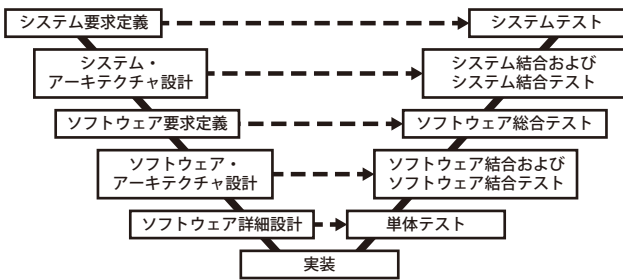 システム要求定義
システムテスト
システム・
アーキテクチャ設計
システム結合および
システム結合テスト
ソフトウェア要求定義
ソフトウェア総合テスト
ソフトウェア・
アーキテクチャ設計
ソフトウェア結合および
ソフトウェア結合テスト
ソフトウェア詳細設計
単体テスト
実装